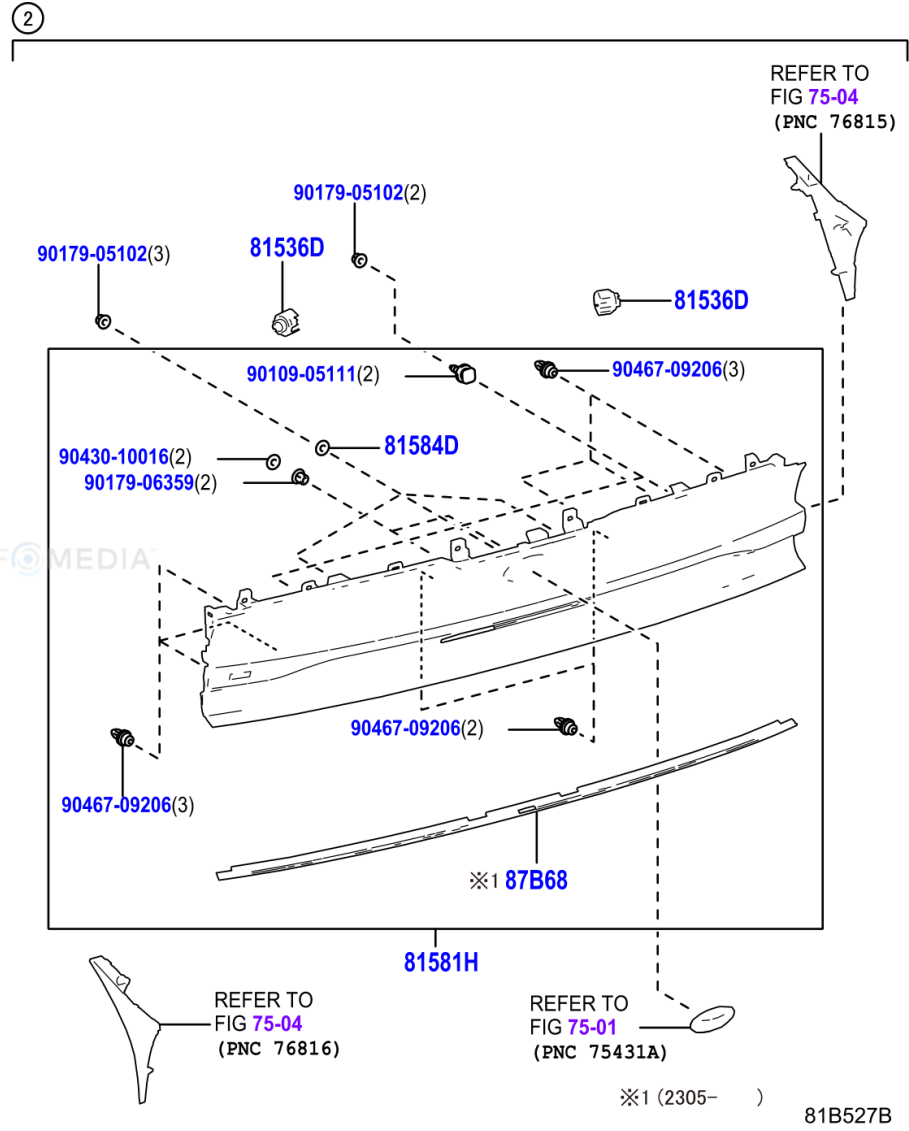 2
REFER TO
FIG 75-04
(PNC 76815)
90179-05102(2)
81536D
90179-05102(3)
81536D
90109-05111(2)
90467-09206(3)
81584D
90430-10016(2)
90179-06359(2)
FOMEDIA
90467-09206(2)
90467-09206(3)
※1 87B68
81581H
REFER TO
FIG 75-04
(PNC 76816)
REFER TO
FIG 75-01
(PNC 75431A)
※1 (2305- )
81B527B